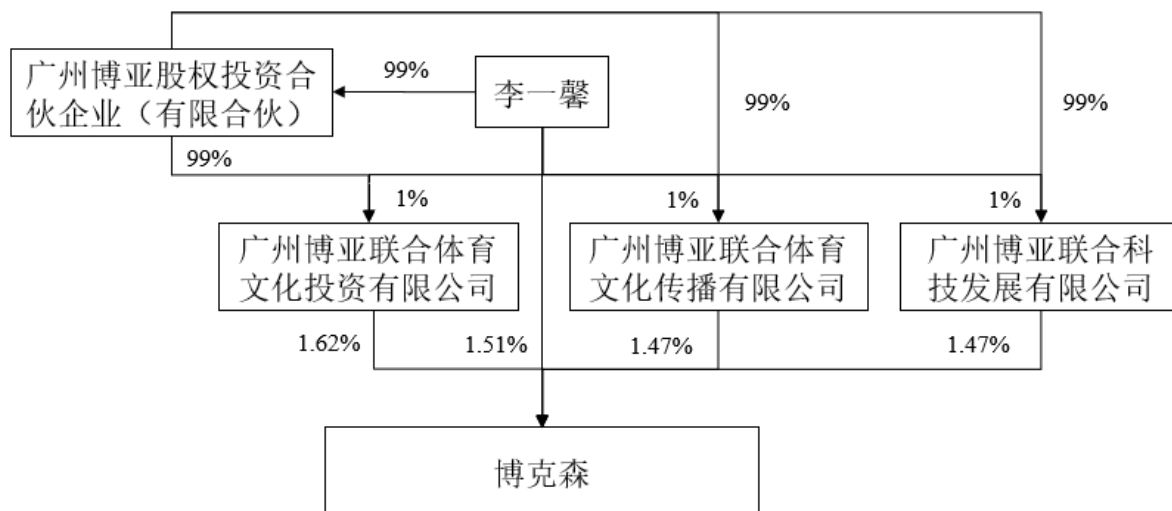 广州博亚股权投资合
伙企业（有限合伙）
99%
李一馨
99%
99%
99%
1%
1%
1%
广州博亚联合体育
文化投资有限公司
广州博亚联合体育
文化传播有限公司
广州博亚联合科
技发展有限公司
1.62%
1.51%
1.47%
1.47%
博克森